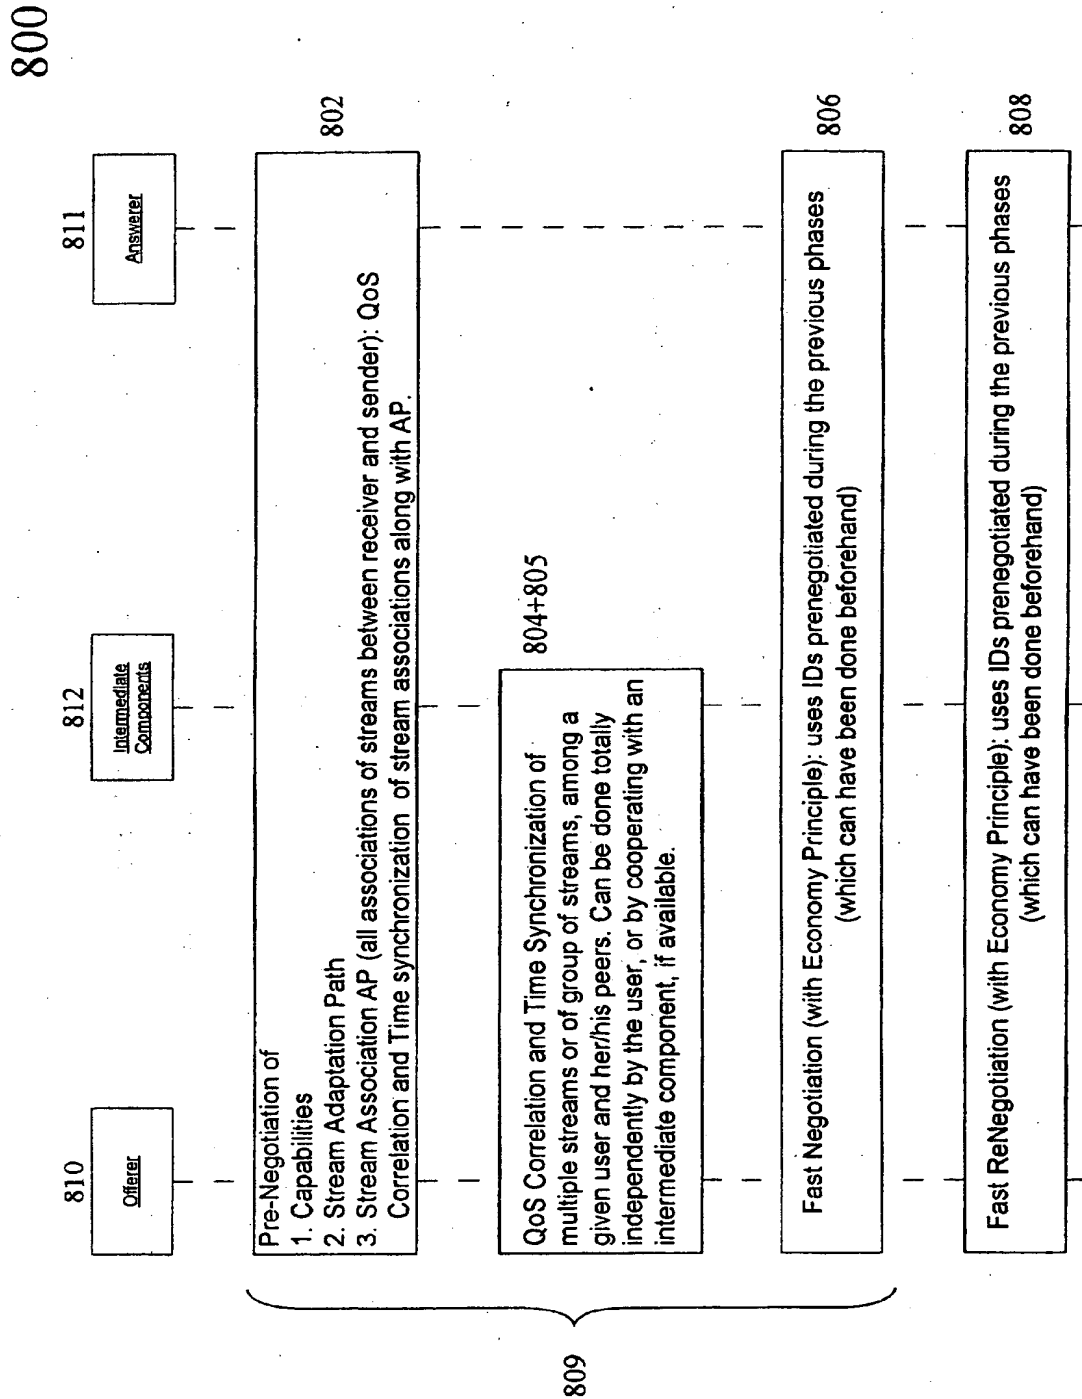 800
810
Offerer
812
Intermediate
Components
811
Answerer
802
Pre-Negotiation of
1. Capabilities
2. Stream Adaptation Path
3. Stream Association AP (all associations of streams between receiver and sender): QoS
Correlation and Time synchronization of stream associations along with AP.
804+805
QoS Correlation and Time Synchronization of
multiple streams or of group of streams, among a
given user and her/his peers. Can be done totally
independently by the user, or by cooperating with an
intermediate component, if available.
806
Fast Negotiation (with Economy Principle): uses IDs prenegotiated during the previous phases
(which can have been done beforehand)
808
Fast ReNegotiation (with Economy Principle): uses IDs prenegotiated during the previous phases
(which can have been done beforehand)
809